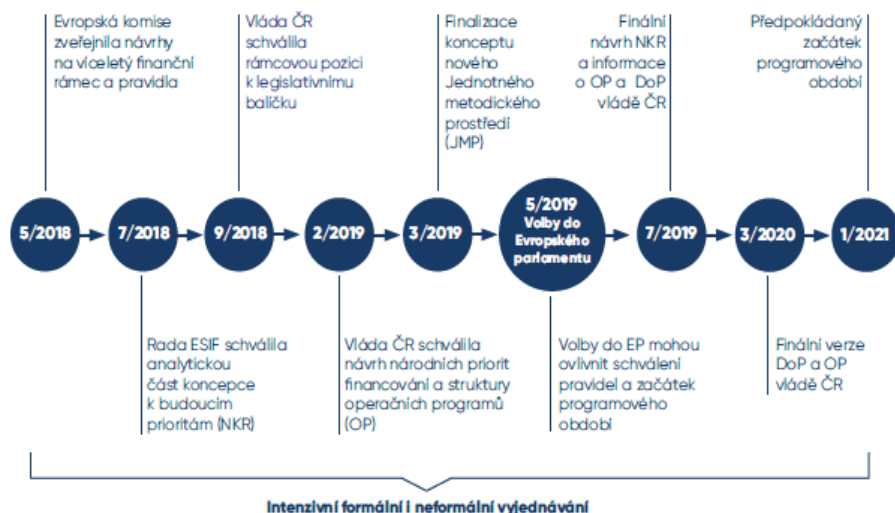 Evropská komise
zveřejnila návrhy
na víceletý finanční
rámec a pravidla
Vláda ČR
schválila
rámcovou pozici
k legislativnímu
balíčku
Finalizace
konceptu
nového
Jednotného
metodického
prostředí
(JMP)
Finální
návrh NKR
a informace
o OP a DoP
vládě ČR
Předpokládaný
začátek
programového
období
5/2018
7/2018
9/2018
2/2019
3/2019
5/2019
Volby do
Evropského
parlamentu
7/2019
3/2020
1/2021
Rada ESIF schválila
analytickou
část koncepce
k budoucím
prioritám (NKR)
Vláda ČR schválila
návrh národních priorit
financování a struktury
operačních programů
(OP)
Volby do EP mohou
ovlivnit schválení
pravidel a začátek
programového
období
Finální verze
DoP a OP
vládě ČR
Intenzivní formální i neformální vyjednávání